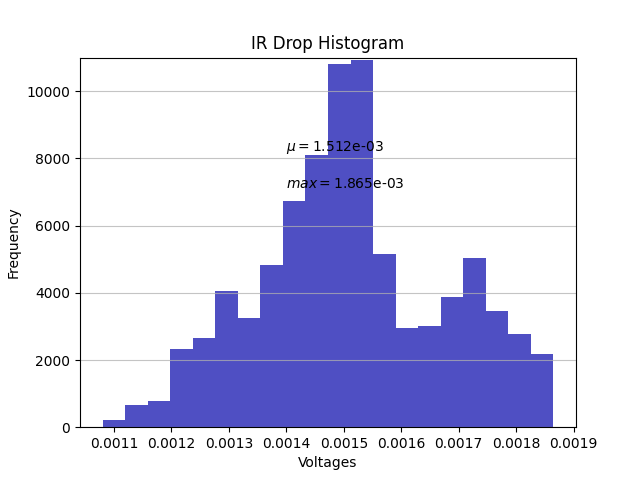 IR Drop Histogram
10000
8000
6000
4000
2000
0
Frequency
μ = 1.512e-03
max = 1.865e-03
0.0011 0.0012 0.0013 0.0014 0.0015 0.0016 0.0017 0.0018 0.0019
Voltages